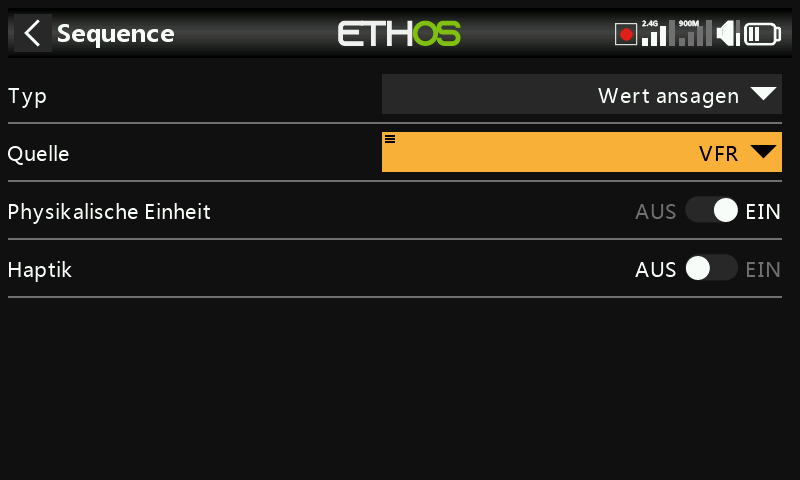 Sequence ETHOS 2.4G 900M
Typ Wert ansagen
Quelle VFR
Physikalische Einheit AUS EIN
Haptik AUS EIN